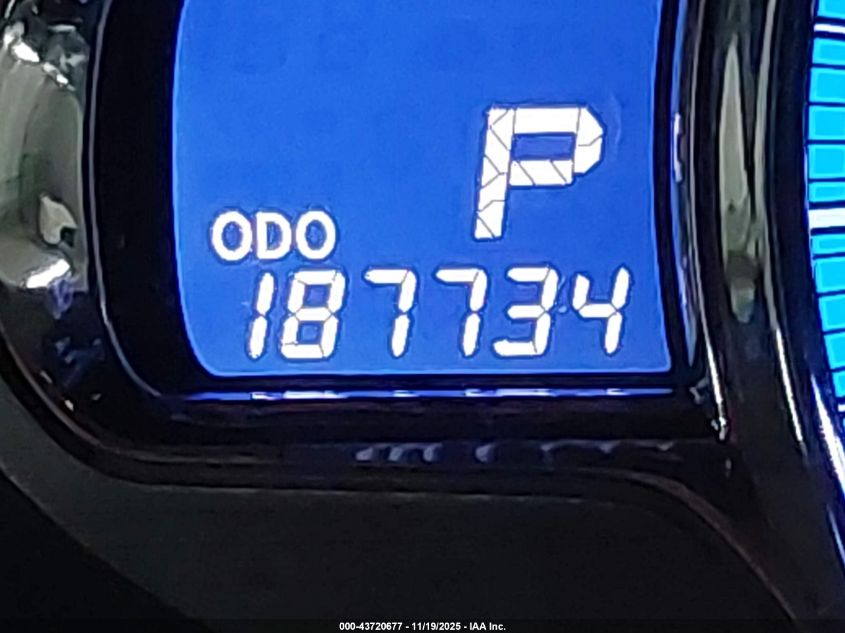 P
ODO
187734
000-43720677 - 11/19/2025 - IAA Inc.